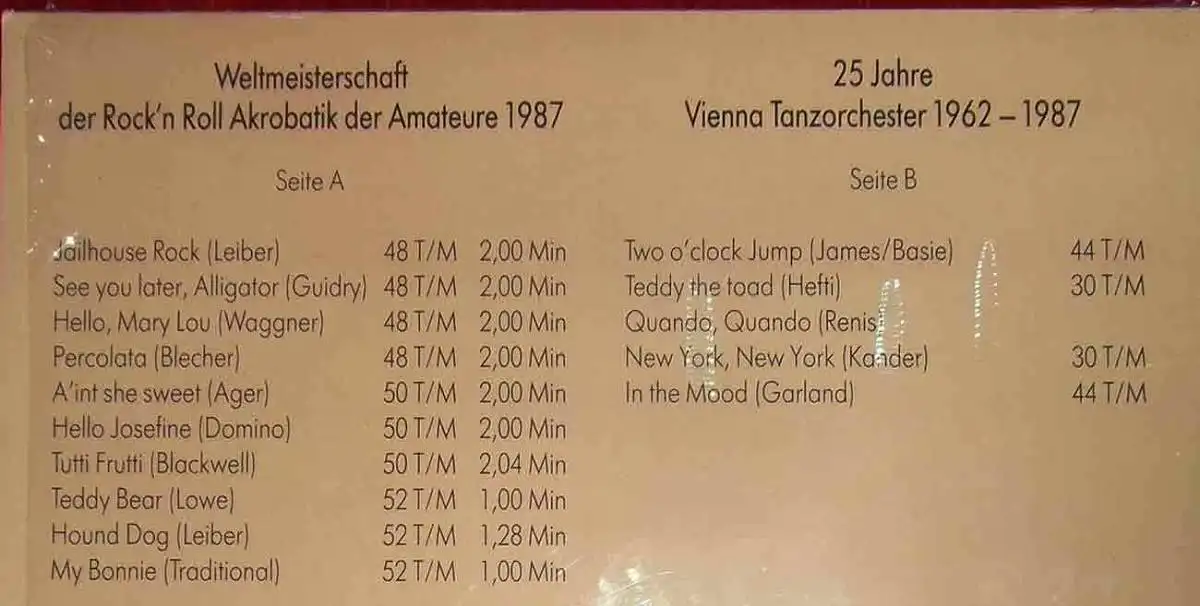 Weltmeisterschaft
der Rock'n Roll Akrobatik der Amateure 1987
Seite A
Jailhouse Rock (Leiber) 48 T/M 2,00 Min
See you later, Alligator (Guidry) 48 T/M 2,00 Min
Hello, Mary Lou (Waggner) 48 T/M 2,00 Min
Percolata (Blecher) 48 T/M 2,00 Min
A'int she sweet (Ager) 50 T/M 2,00 Min
Hello Josefine (Domino) 50 T/M 2,00 Min
Tutti Frutti (Blackwell) 50 T/M 2,04 Min
Teddy Bear (Lowe) 52 T/M 1,00 Min
Hound Dog (Leiber) 52 T/M 1,28 Min
My Bonnie (Traditional) 52 T/M 1,00 Min
25 Jahre
Vienna Tanzorchester 1962 – 1987
Seite B
Two o'clock Jump (James/Basie) 44 T/M
Teddy the toad (Hefti) 30 T/M
Quando, Quando (Renis)
New York, New York (Kander) 30 T/M
In the Mood (Garland) 44 T/M